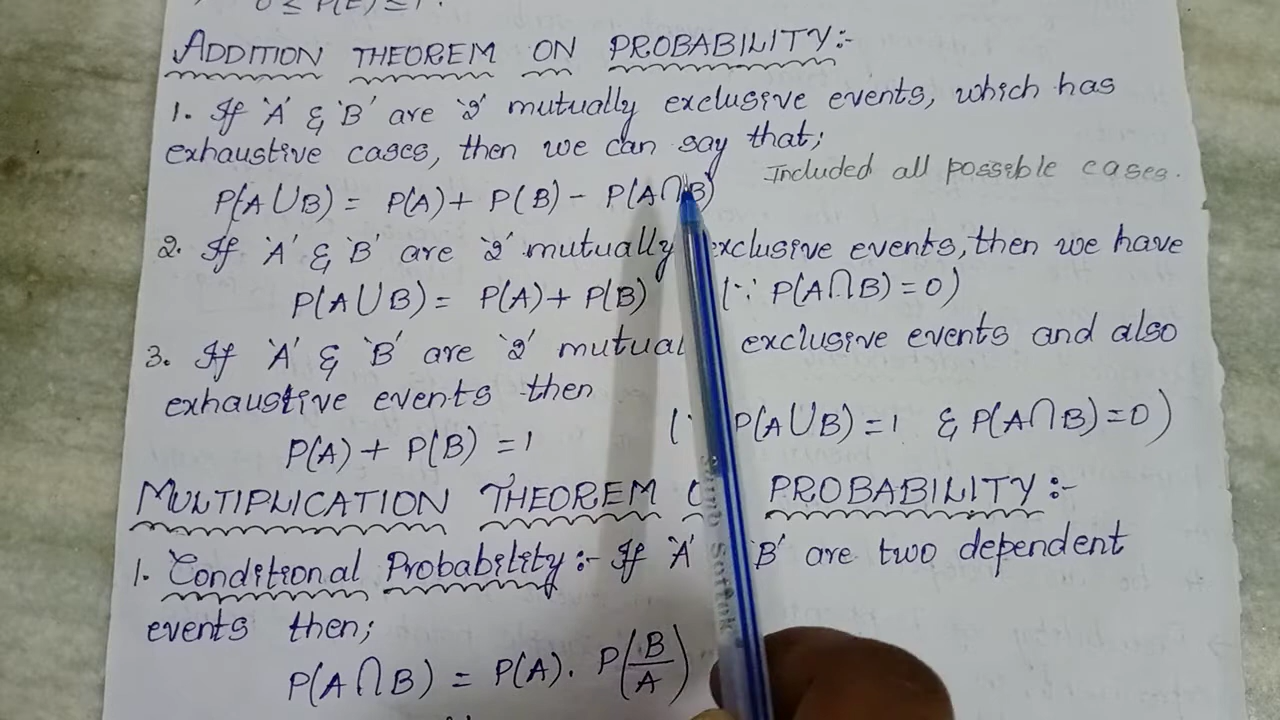 0 ≤ P(E) ≤ 1.
ADDITION THEOREM ON PROBABILITY:-
1. If 'A' & 'B' are '2' mutually exclusive events, which has
exhaustive cases, then we can say that;
Included all possible cases.
P(A∪B) = P(A) + P(B) - P(A∩B)
2. If 'A' & 'B' are '2' mutually exclusive events, then we have
P(A∪B) = P(A) + P(B) (∵ P(A∩B) = 0)
3. If 'A' & 'B' are '2' mutual exclusive events and also
exhaustive events then
P(A) + P(B) = 1 (∵ P(A∪B) = 1 & P(A∩B) = 0)
MULTIPLICATION THEOREM O PROBABILITY:-
1. Conditional Probability:- If 'A' 'B' are two dependent
events then;
P(A∩B) = P(A). P(B/A)